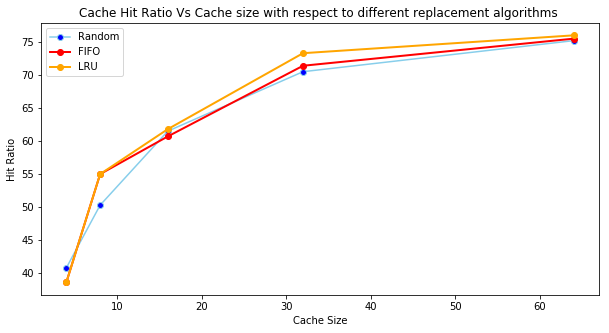 Cache Hit Ratio Vs Cache size with respect to different replacement algorithms
Random
FIFO
LRU
75
70
65
60
55
50
45
40
Hit Ratio
10
20
30
40
50
60
Cache Size